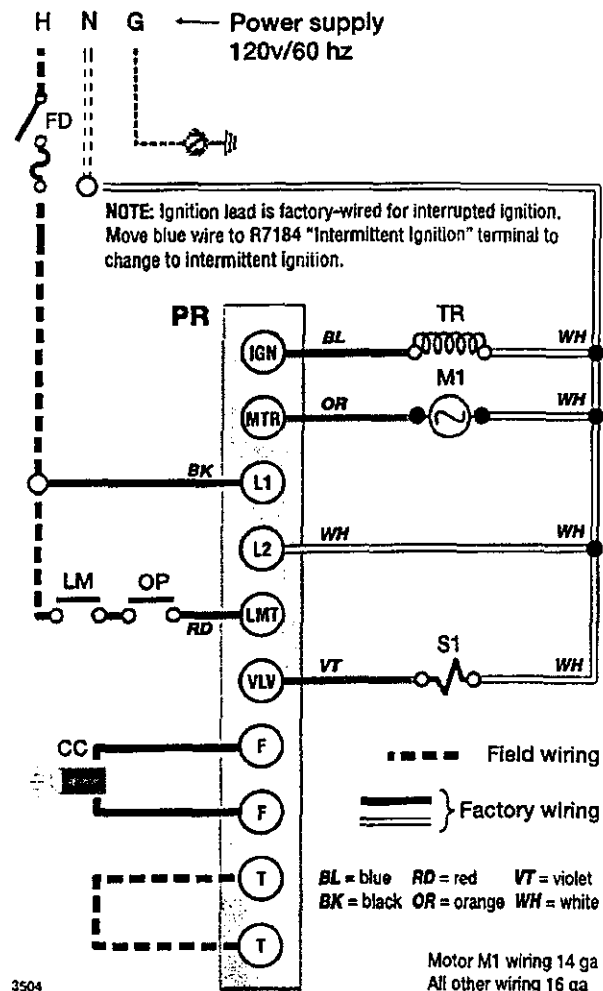 H N G ← Power supply
120v/60 hz
FD
NOTE: Ignition lead is factory-wired for interrupted ignition.
Move blue wire to R7184 "Intermittent Ignition" terminal to
change to intermittent ignition.
PR
IGN BL TR WH
MTR OR M1 WH
BK L1
L2 WH WH
LM OP RD LMT
VLV VT S1 WH
CC F
F
T
T
Field wiring
Factory wiring
BL = blue RD = red VT = violet
BK = black OR = orange WH = white
Motor M1 wiring 14 ga
All other wiring 16 ga
3504